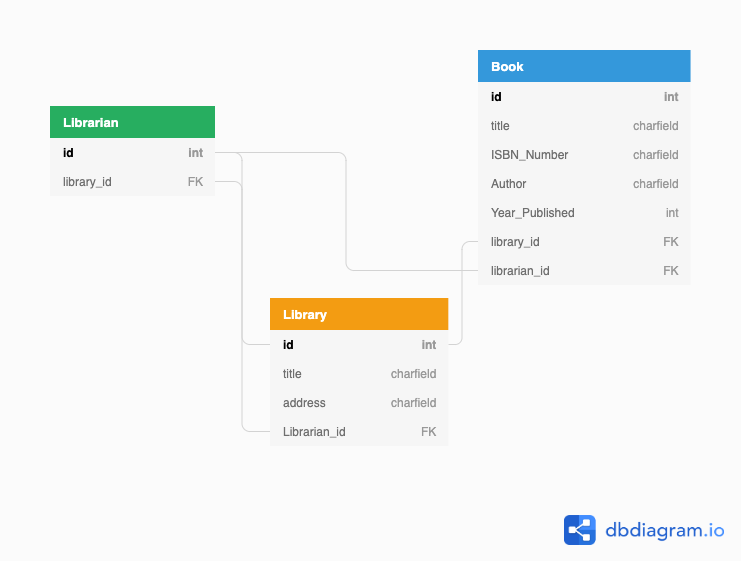 Librarian
id int
library_id FK
Book
id int
title charfield
ISBN_Number charfield
Author charfield
Year_Published int
library_id FK
librarian_id FK
Library
id int
title charfield
address charfield
Librarian_id FK
dbdiagram.io